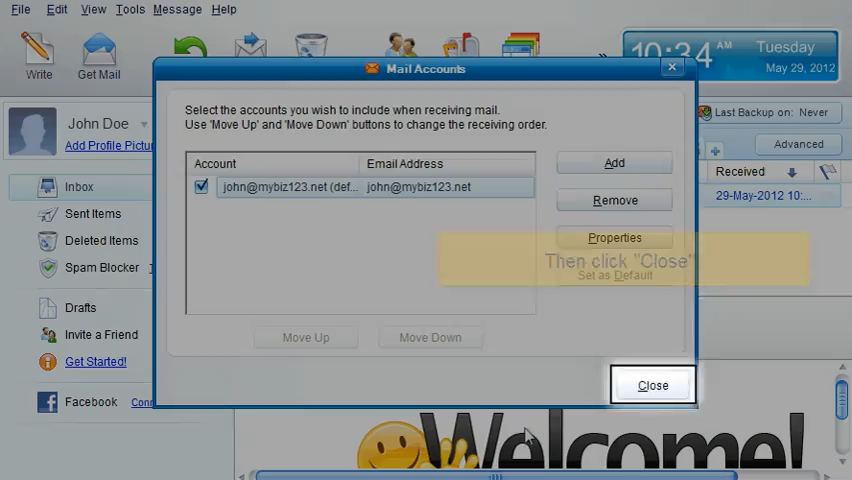 File Edit View Tools Message Help
Write Get Mail
10:34 AM Tuesday
May 29, 2012
Mail Accounts
Select the accounts you wish to include when receiving mail.
Use 'Move Up' and 'Move Down' buttons to change the receiving order.
Account Email Address
john@mybiz123.net (def... john@mybiz123.net
Add
Remove
Properties
Then click "Close"
Set as Default
Move Up Move Down
Close
John Doe
Add Profile Pictur
Inbox
Sent Items
Deleted Items
Spam Blocker
Drafts
Invite a Friend
Get Started!
Facebook Conn
Last Backup on: Never
Advanced
Received
29-May-2012 10:...
Welcome!